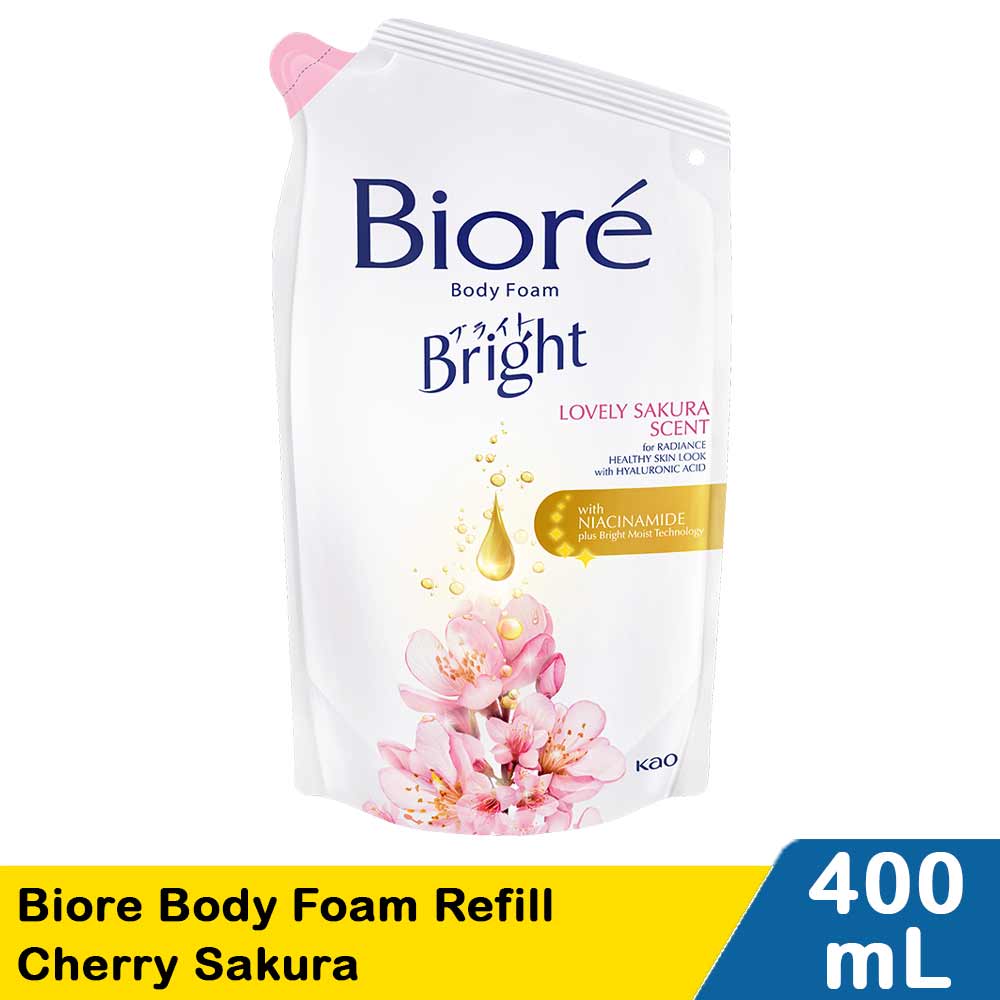 Bioré
Body Foam
ブライト
Bright
LOVELY SAKURA
SCENT
for RADIANCE
HEALTHY SKIN LOOK
with HYALURONIC ACID
with
NIACINAMIDE
plus Bright Moist Technology
Kao
Biore Body Foam Refill
Cherry Sakura
400
mL